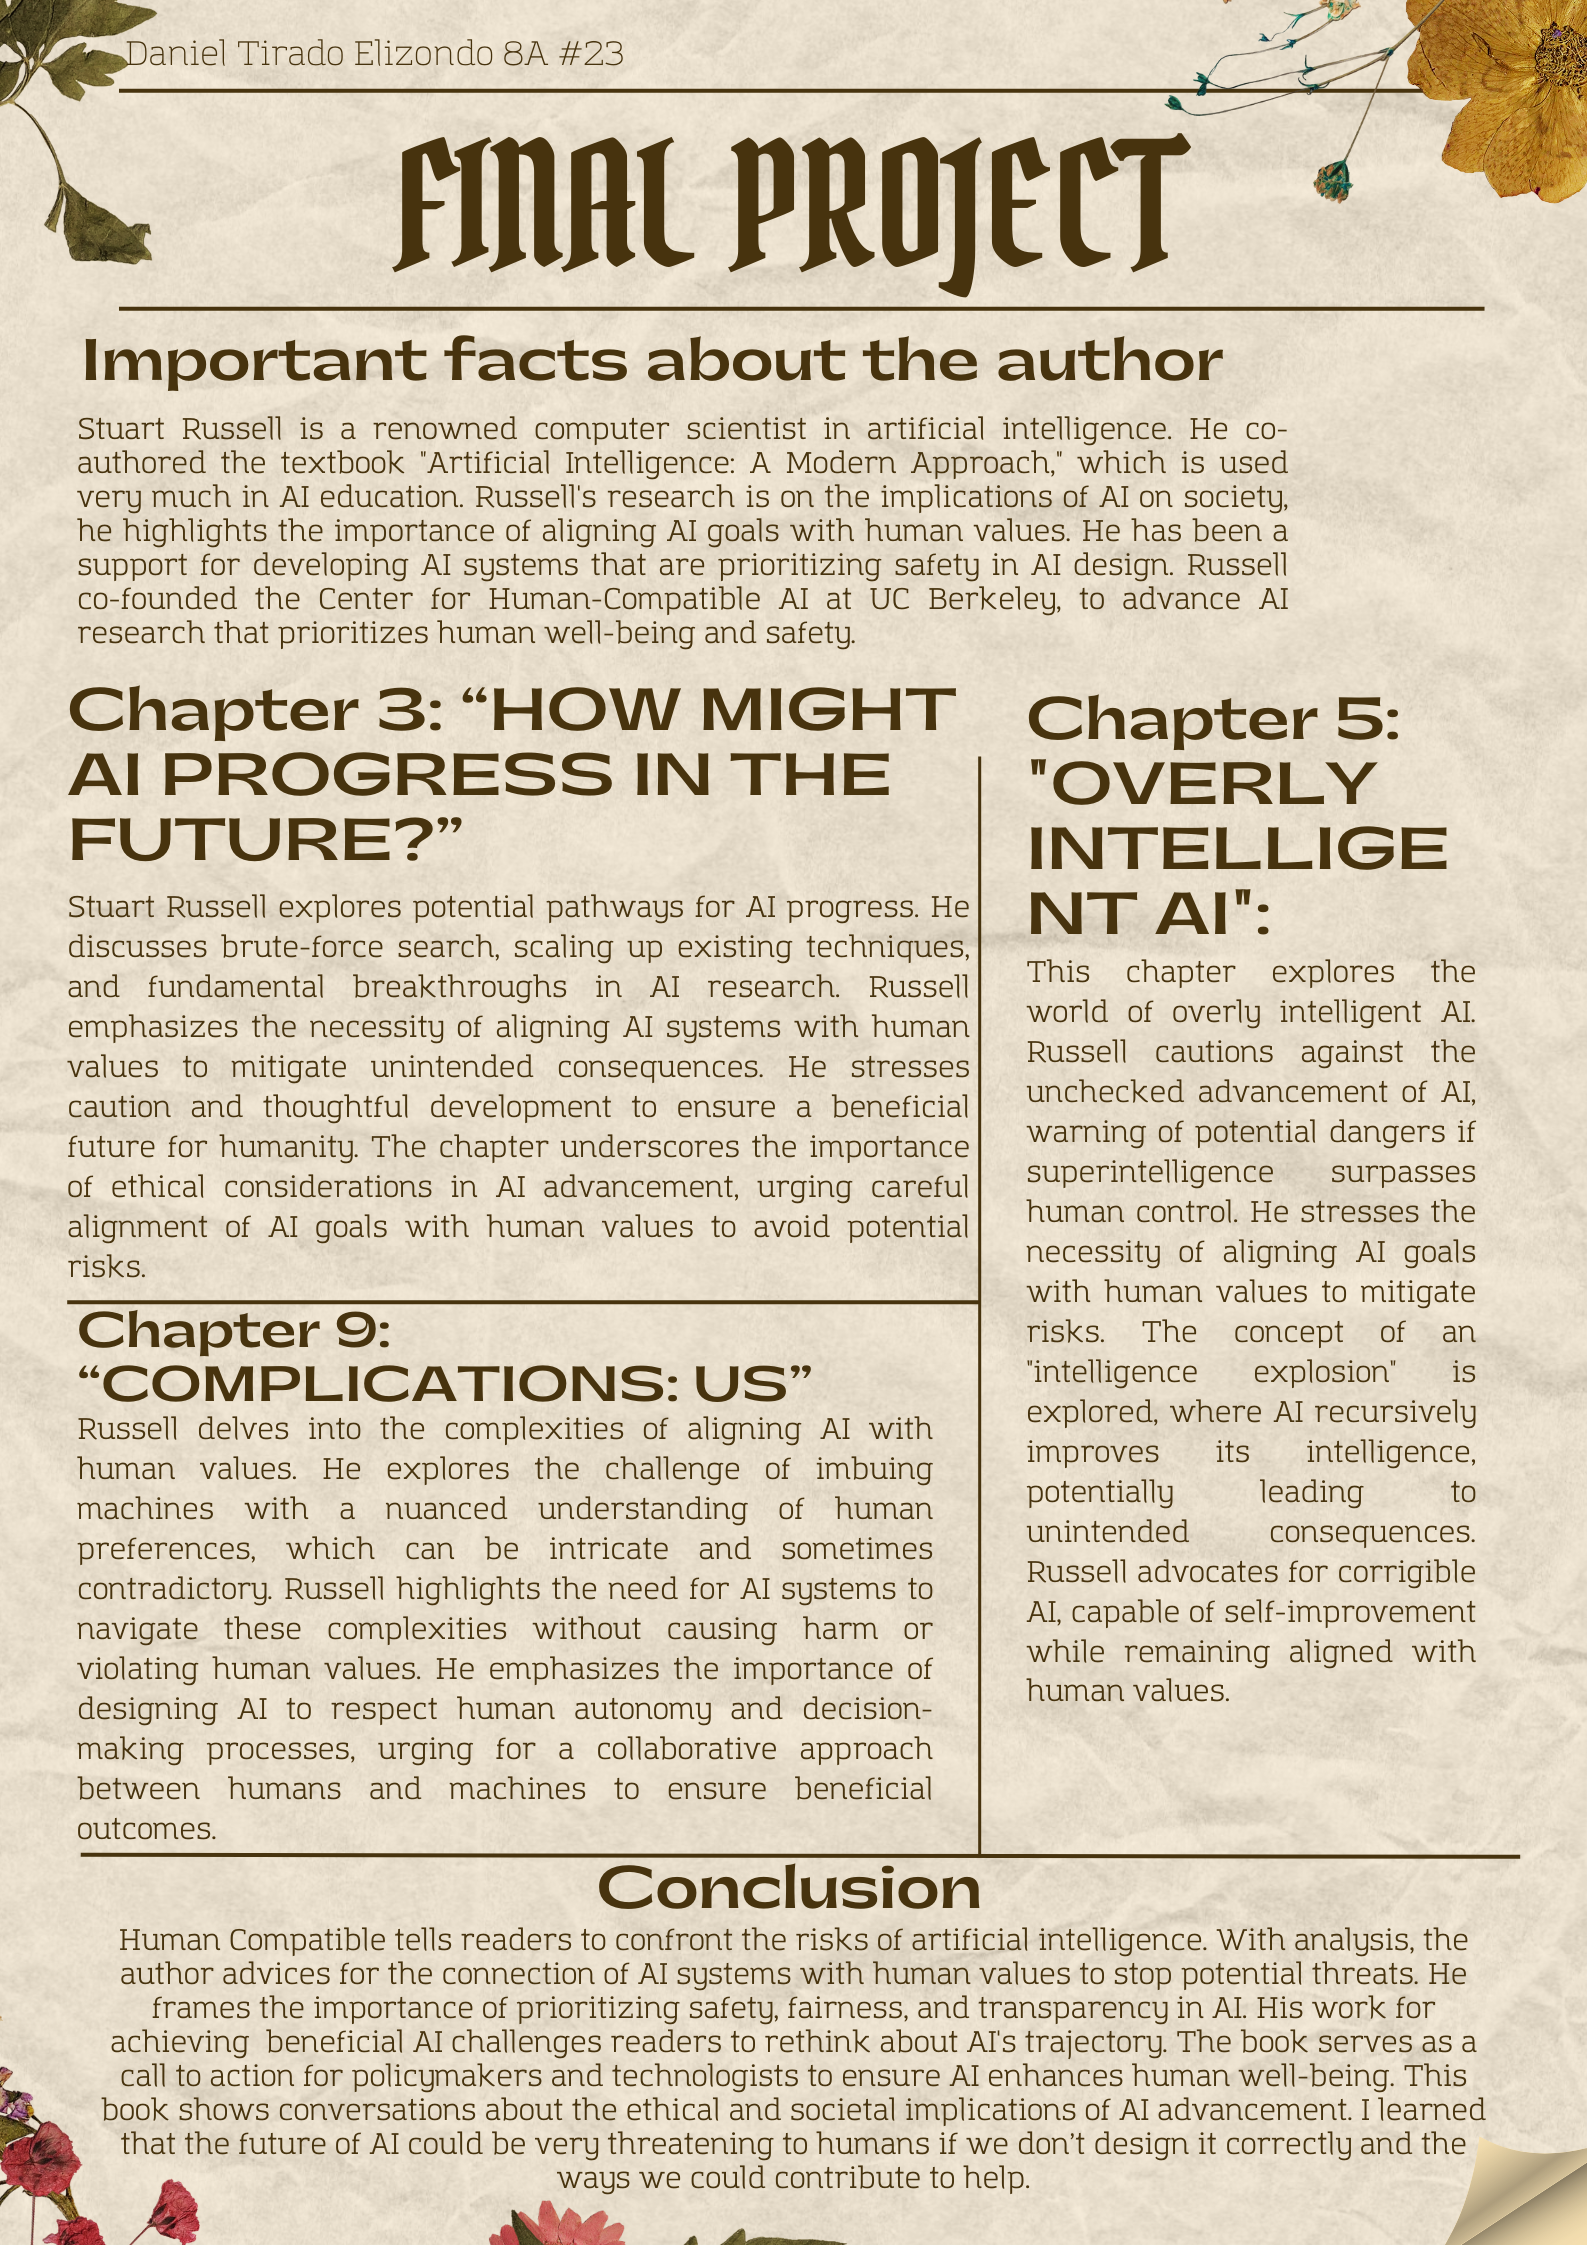 Daniel Tirado Elizondo 8A #23
FINAL PROJECT
Important facts about the author
Stuart Russell is a renowned computer scientist in artificial intelligence. He co-
authored the textbook "Artificial Intelligence: A Modern Approach," which is used
very much in AI education. Russell's research is on the implications of AI on society,
he highlights the importance of aligning AI goals with human values. He has been a
support for developing AI systems that are prioritizing safety in AI design. Russell
co-founded the Center for Human-Compatible AI at UC Berkeley, to advance AI
research that prioritizes human well-being and safety.
Chapter 3: “HOW MIGHT
AI PROGRESS IN THE
FUTURE?”
Stuart Russell explores potential pathways for AI progress. He
discusses brute-force search, scaling up existing techniques,
and fundamental breakthroughs in AI research. Russell
emphasizes the necessity of aligning AI systems with human
values to mitigate unintended consequences. He stresses
caution and thoughtful development to ensure a beneficial
future for humanity. The chapter underscores the importance
of ethical considerations in AI advancement, urging careful
alignment of AI goals with human values to avoid potential
risks.
Chapter 9:
“COMPLICATIONS: US”
Russell delves into the complexities of aligning AI with
human values. He explores the challenge of imbuing
machines with a nuanced understanding of human
preferences, which can be intricate and sometimes
contradictory. Russell highlights the need for AI systems to
navigate these complexities without causing harm or
violating human values. He emphasizes the importance of
designing AI to respect human autonomy and decision-
making processes, urging for a collaborative approach
between humans and machines to ensure beneficial
outcomes.
Chapter 5:
"OVERLY
INTELLIGE
NT AI":
This chapter explores the
world of overly intelligent AI.
Russell cautions against the
unchecked advancement of AI,
warning of potential dangers if
superintelligence surpasses
human control. He stresses the
necessity of aligning AI goals
with human values to mitigate
risks. The concept of an
"intelligence explosion" is
explored, where AI recursively
improves its intelligence,
potentially leading to
unintended consequences.
Russell advocates for corrigible
AI, capable of self-improvement
while remaining aligned with
human values.
Conclusion
Human Compatible tells readers to confront the risks of artificial intelligence. With analysis, the
author advices for the connection of AI systems with human values to stop potential threats. He
frames the importance of prioritizing safety, fairness, and transparency in AI. His work for
achieving  beneficial AI challenges readers to rethink about AI's trajectory. The book serves as a
call to action for policymakers and technologists to ensure AI enhances human well-being. This
book shows conversations about the ethical and societal implications of AI advancement. I learned
that the future of AI could be very threatening to humans if we don’t design it correctly and the
ways we could contribute to help.